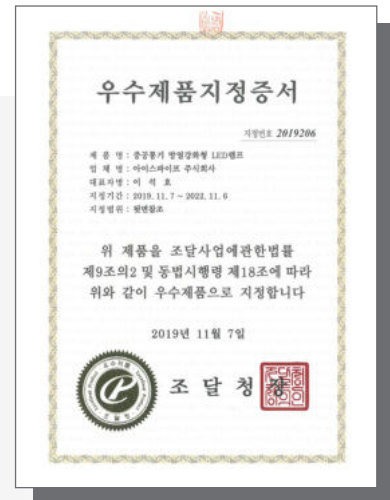 우수제품지정증서
지정번호 2019206
제 품 명 : 중공통기 방열강화형 LED램프
업 체 명 : 아이스파이프 주식회사
대표자명 : 이 석 호
지정기간 : 2019. 11. 7 ~ 2022. 11. 6
지정범위 : 뒷면참조
위 제품을 조달사업에관한법률
제9조의2 및 동법시행령 제18조에 따라
위와 같이 우수제품으로 지정합니다
2019년 11월 7일
조 달 청 장